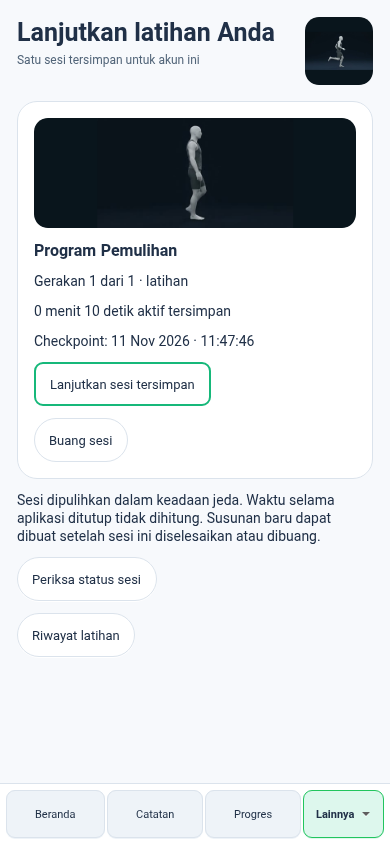 Lanjutkan latihan Anda
Satu sesi tersimpan untuk akun ini
Program Pemulihan
Gerakan 1 dari 1 · latihan
0 menit 10 detik aktif tersimpan
Checkpoint: 11 Nov 2026 · 11:47:46
Lanjutkan sesi tersimpan
Buang sesi
Sesi dipulihkan dalam keadaan jeda. Waktu selama
aplikasi ditutup tidak dihitung. Susunan baru dapat
dibuat setelah sesi ini diselesaikan atau dibuang.
Periksa status sesi
Riwayat latihan
Beranda
Catatan
Progres
Lainnya